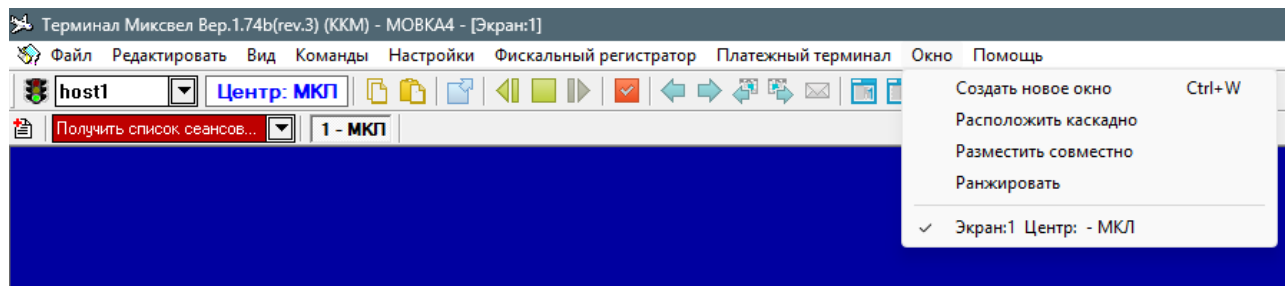 Терминал Миксвел Вер.1.74b(rev.3) (ККМ) - МОВКА4 - [Экран:1]
Файл Редактировать Вид Команды Настройки Фискальный регистратор Платежный терминал Окно Помощь
host1 Центр: МКЛ
Получить список сеансов... 1 - МКЛ
Создать новое окно Ctrl+W
Расположить каскадно
Разместить совместно
Ранжировать
Экран:1 Центр: - МКЛ